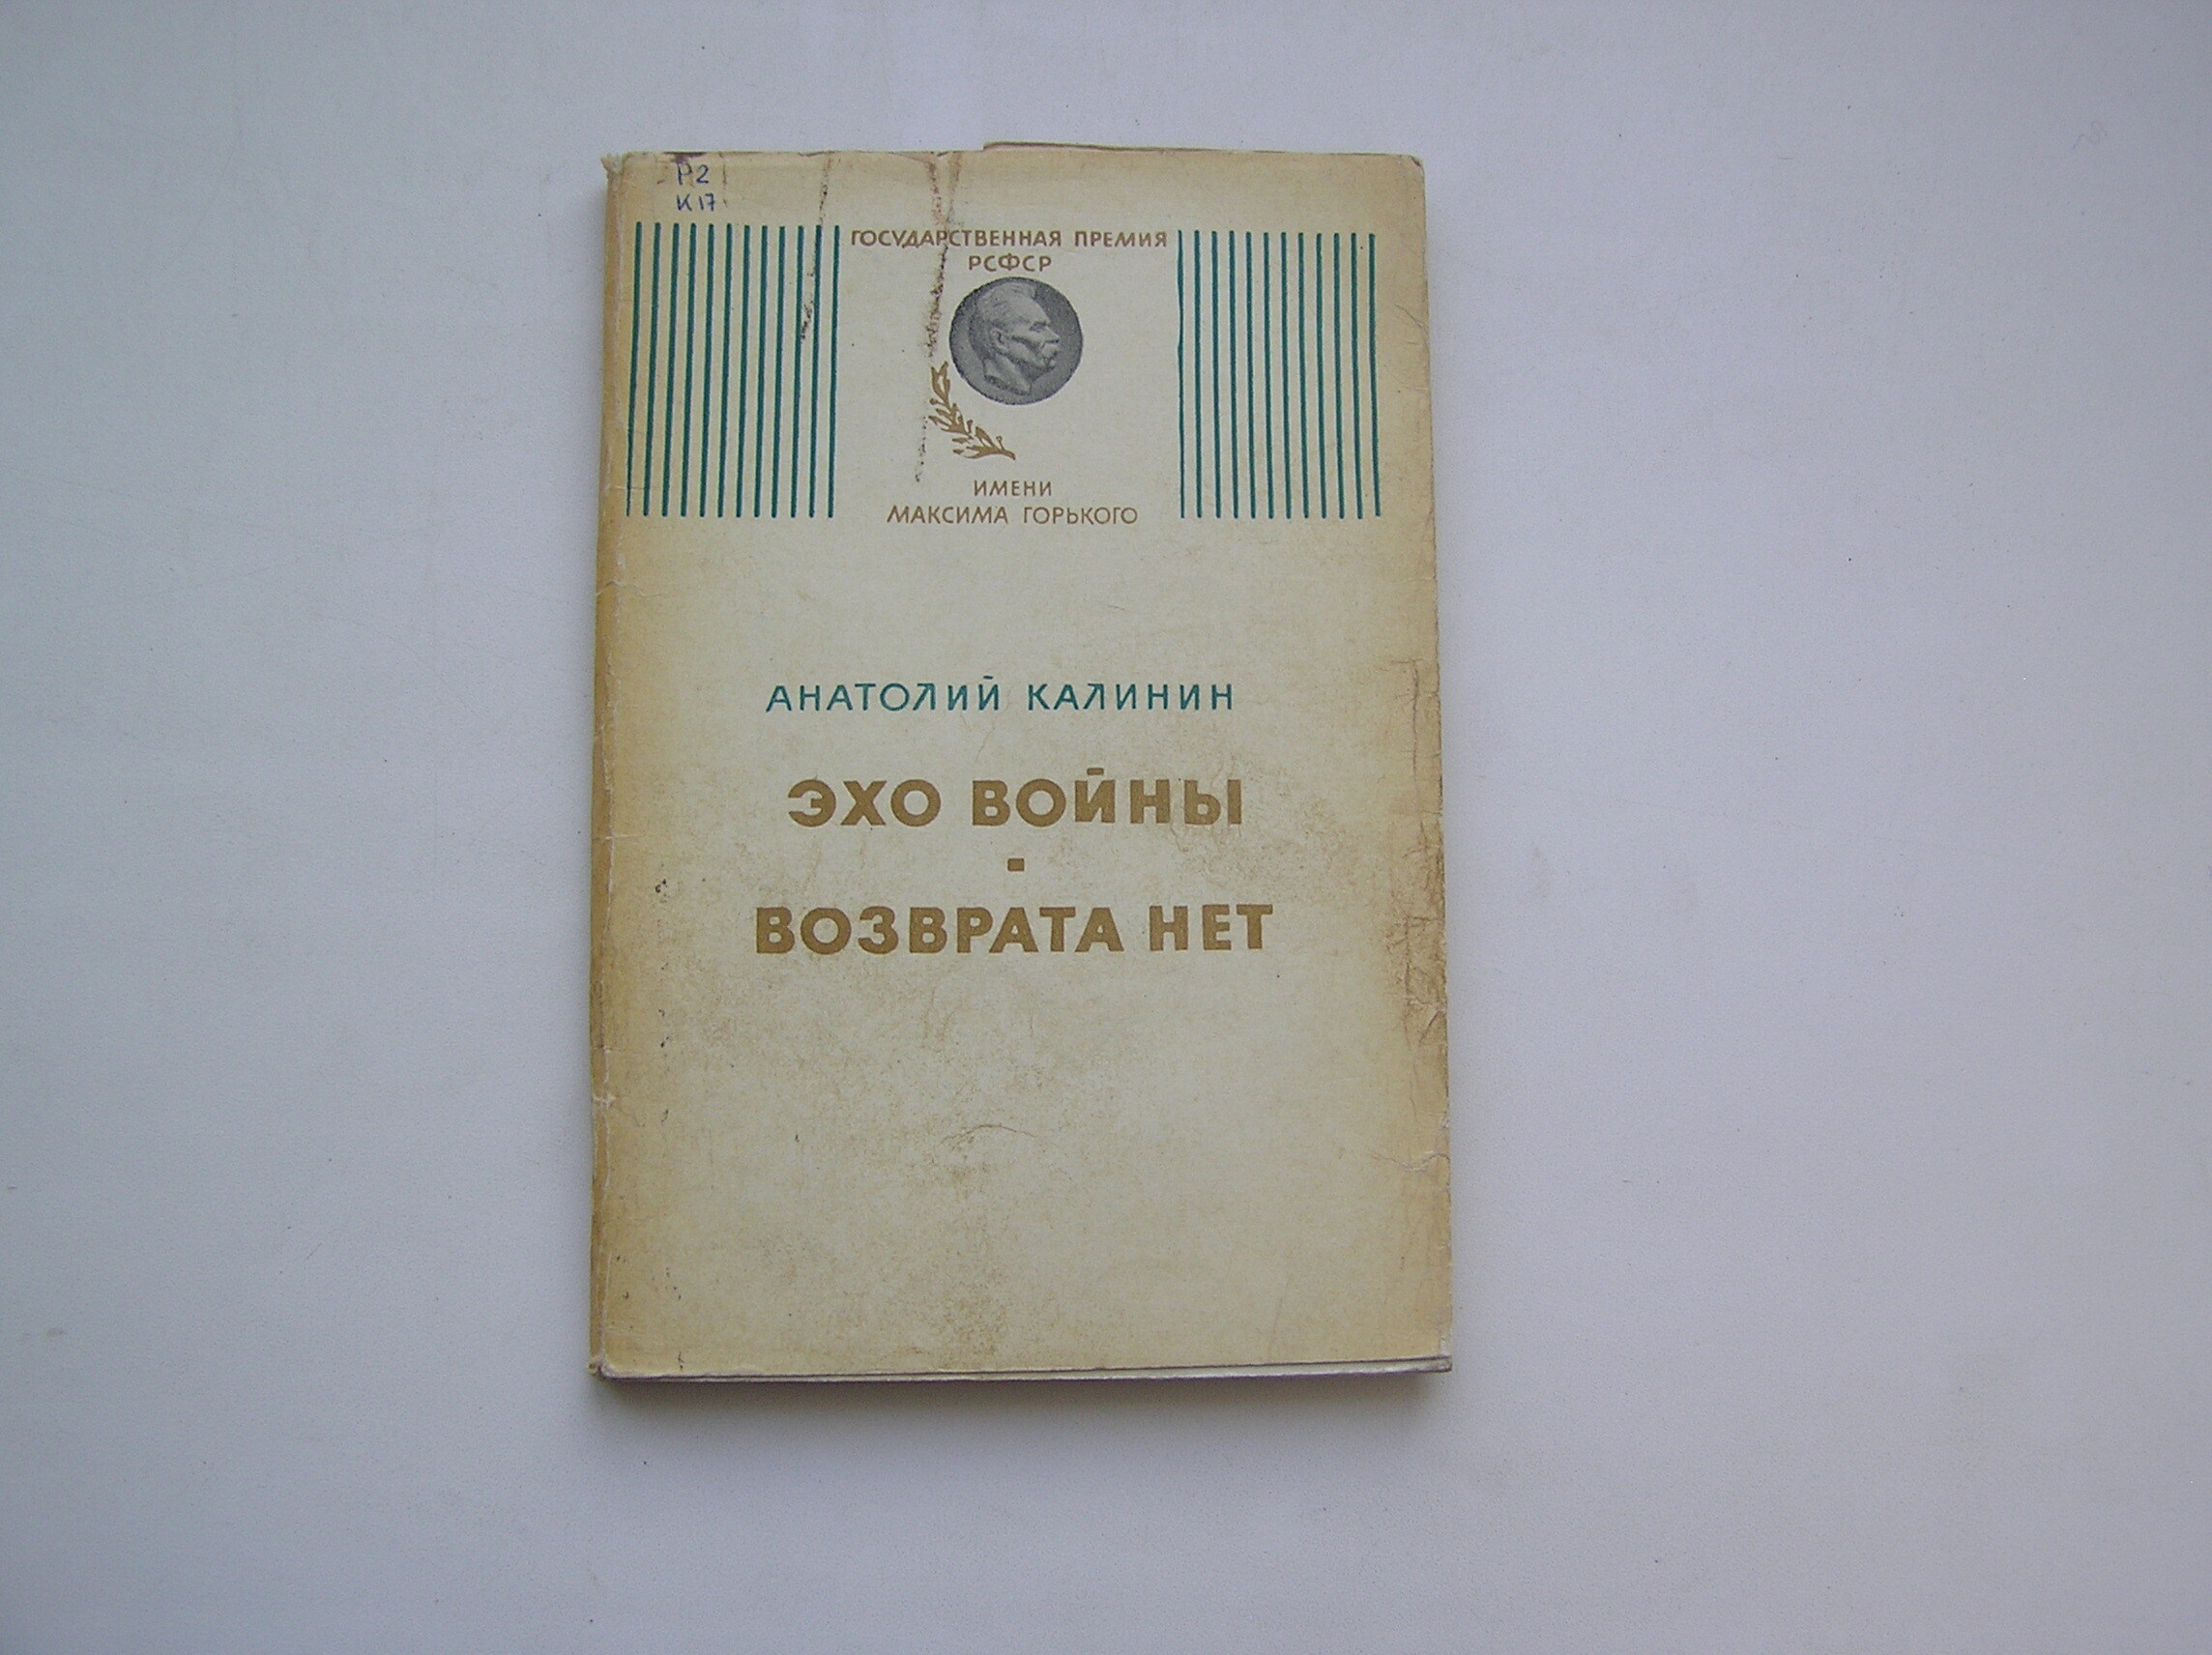 Р2
К17
ГОСУДАРСТВЕННАЯ ПРЕМИЯ
РСФСР
ИМЕНИ
МАКСИМА ГОРЬКОГО
АНАТОЛИЙ КАЛИНИН
ЭХО ВОЙНЫ
-
ВОЗВРАТА НЕТ